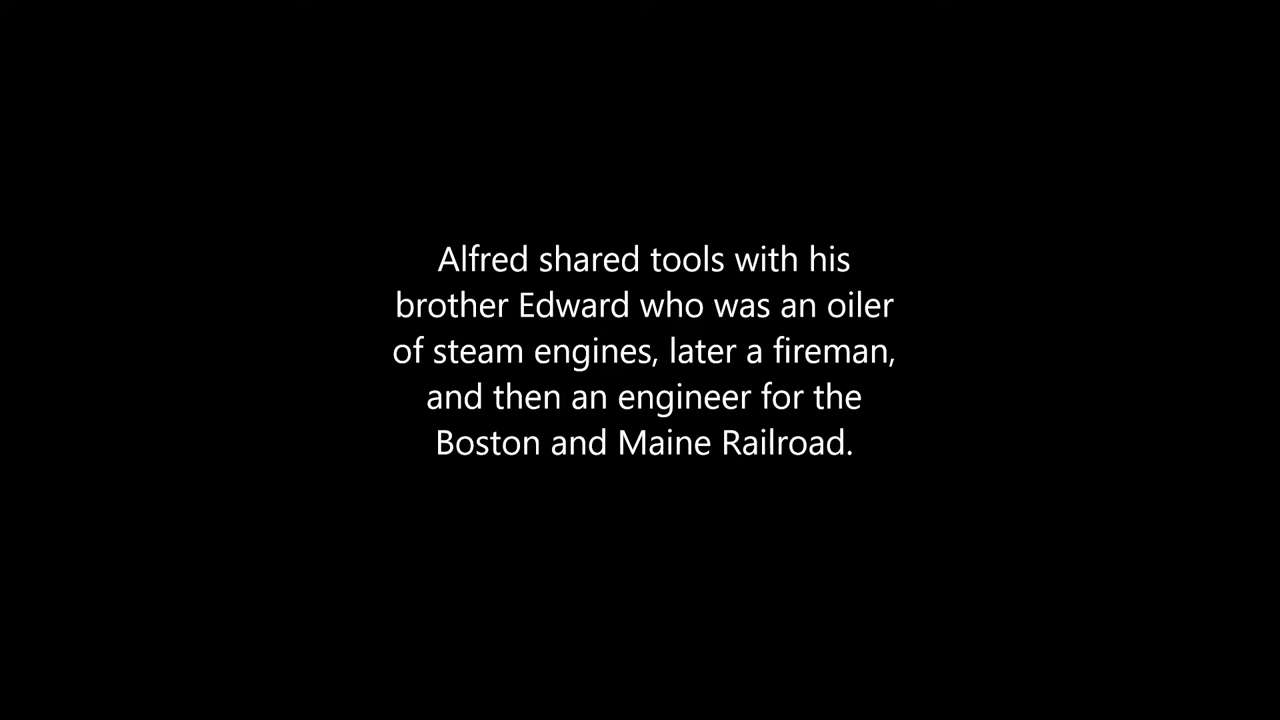 Alfred shared tools with his
brother Edward who was an oiler
of steam engines, later a fireman,
and then an engineer for the
Boston and Maine Railroad.